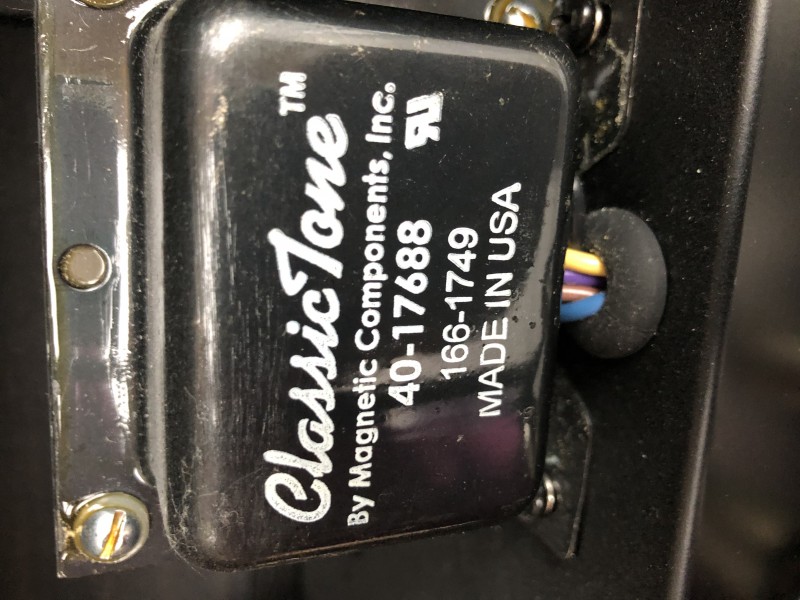 ClassicTone™
By Magnetic Components, Inc.
40-17688
166-1749
MADE IN USA